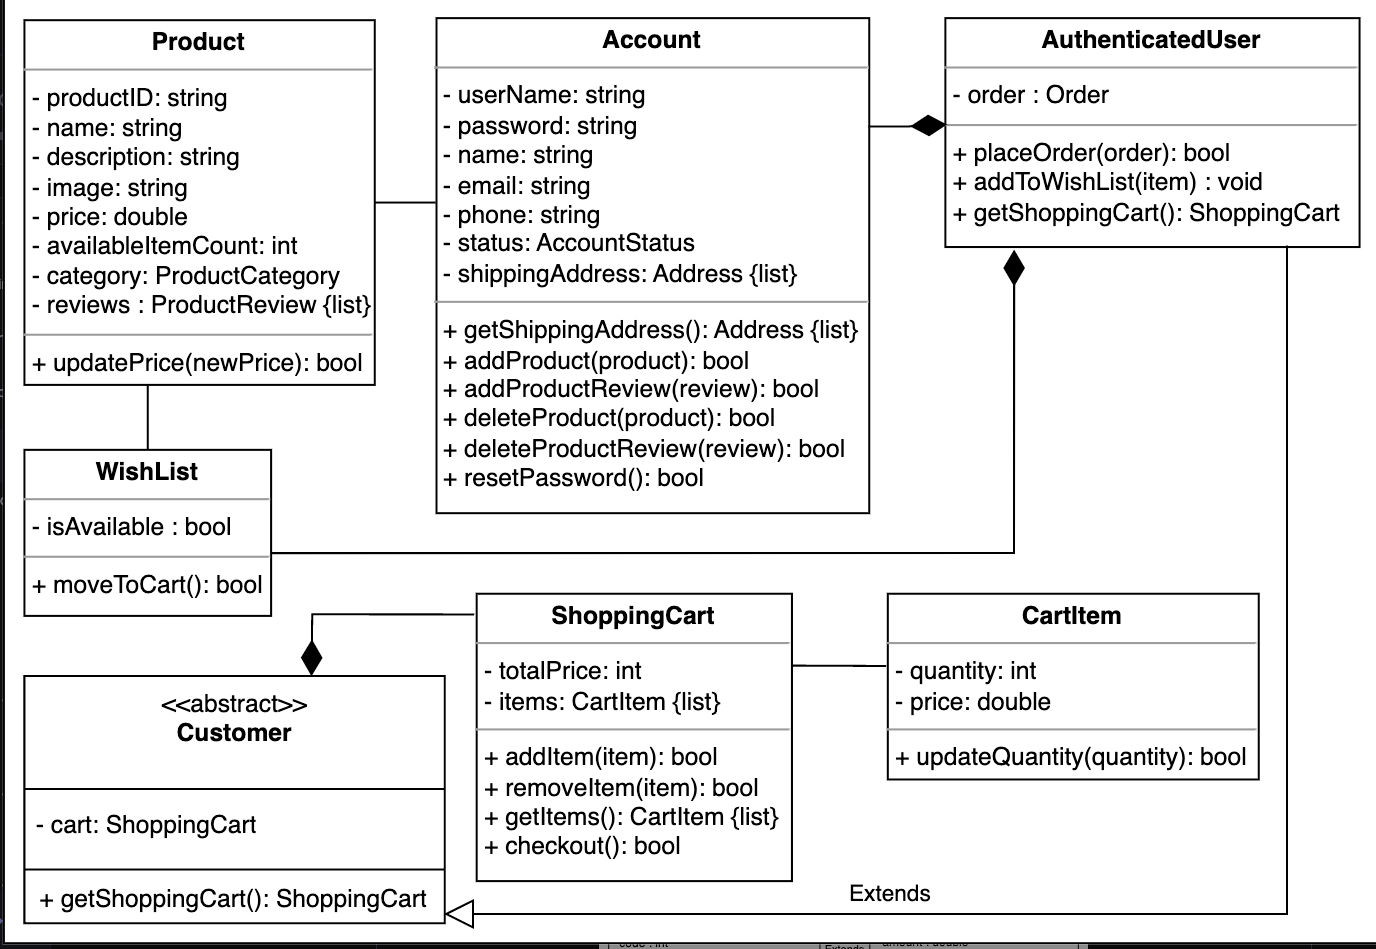 Product
- productID: string
- name: string
- description: string
- image: string
- price: double
- availableItemCount: int
- category: ProductCategory
- reviews : ProductReview {list}
+ updatePrice(newPrice): bool
Account
- userName: string
- password: string
- name: string
- email: string
- phone: string
- status: AccountStatus
- shippingAddress: Address {list}
+ getShippingAddress(): Address {list}
+ addProduct(product): bool
+ addProductReview(review): bool
+ deleteProduct(product): bool
+ deleteProductReview(review): bool
+ resetPassword(): bool
AuthenticatedUser
- order : Order
+ placeOrder(order): bool
+ addToWishList(item) : void
+ getShoppingCart(): ShoppingCart
WishList
- isAvailable : bool
+ moveToCart(): bool
<<abstract>>
Customer
- cart: ShoppingCart
+ getShoppingCart(): ShoppingCart
ShoppingCart
- totalPrice: int
- items: CartItem {list}
+ addItem(item): bool
+ removeItem(item): bool
+ getItems(): CartItem {list}
+ checkout(): bool
CartItem
- quantity: int
- price: double
+ updateQuantity(quantity): bool
Extends